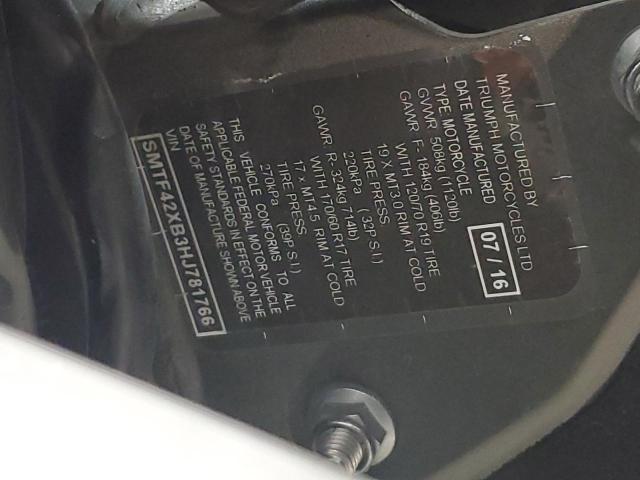 MANUFACTURED BY
TRIUMPH MOTORCYCLES LTD
DATE MANUFACTURED 07 / 16
TYPE: MOTORCYCLE
GVWR 508kg (1120lb)
GAWR F- 184kg (406lb)
WITH 120/70 R19 TIRE
19 x MT3.0 RIM AT COLD
TIRE PRESS.
220kPa (32P.S.I.)
GAWR R- 324kg 714lb)
WITH 170/60 R17 TIRE
17 x MT4.5 RIM AT COLD
TIRE PRESS.
270kPa (39P.S.I.)
THIS VEHICLE CONFORMS TO ALL
APPLICABLE FEDERAL MOTOR VEHICLE
SAFETY STANDARDS IN EFFECT ON THE
DATE OF MANUFACTURE SHOWN ABOVE
VIN
SMTF42XB3HJ781766